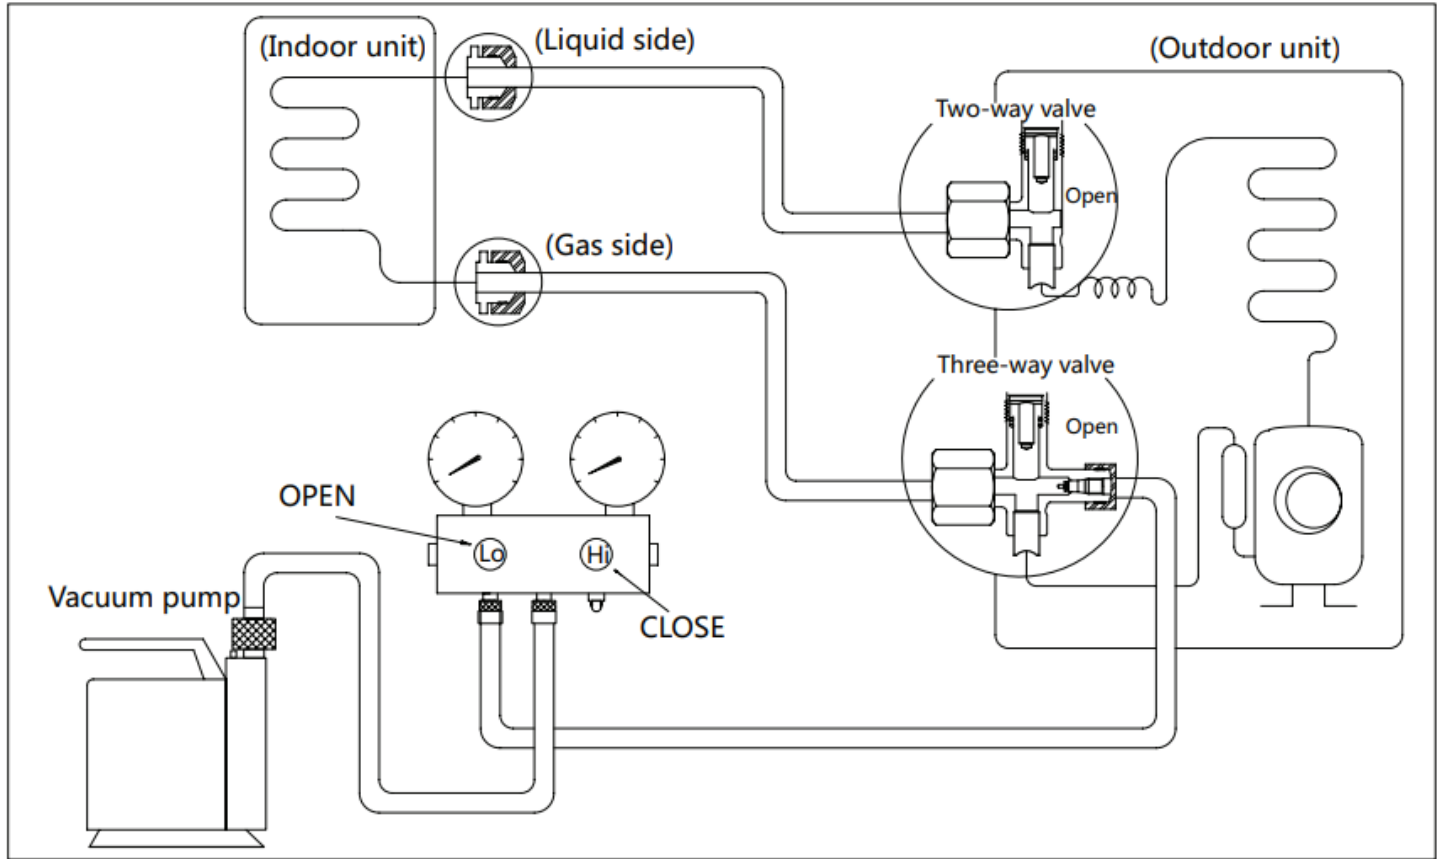 (Indoor unit)
(Liquid side)
(Outdoor unit)
Two-way valve
Open
(Gas side)
Three-way valve
Open
OPEN
Lo
Hi
Vacuum pump
CLOSE